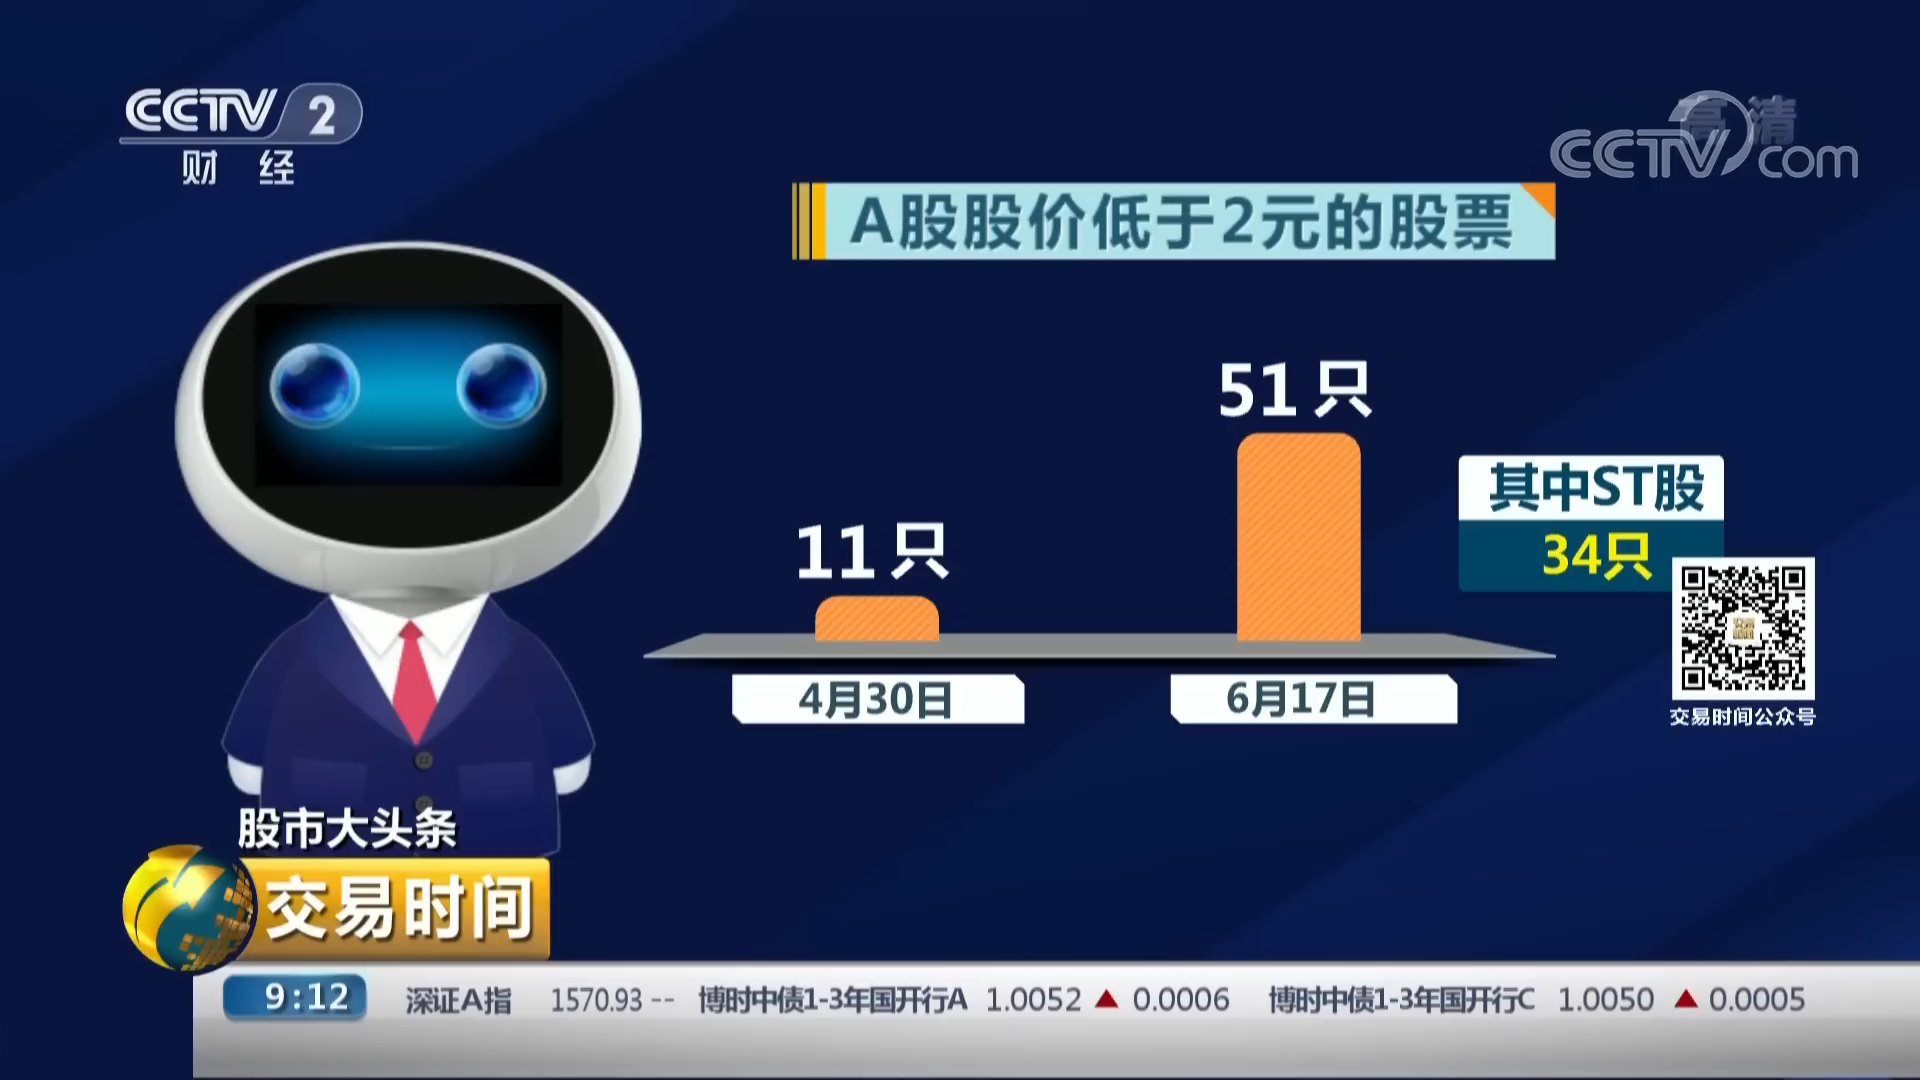 CCTV 2
财 经
高清
CCTV com
A股股价低于2元的股票
51只
11只
其中ST股
34只
4月30日
6月17日
交易时间公众号
股市大头条
交易时间
9:12 深证A指 1570.93 -- 博时中债1-3年国开行A 1.0052 ▲ 0.0006 博时中债1-3年国开行C 1.0050 ▲ 0.0005